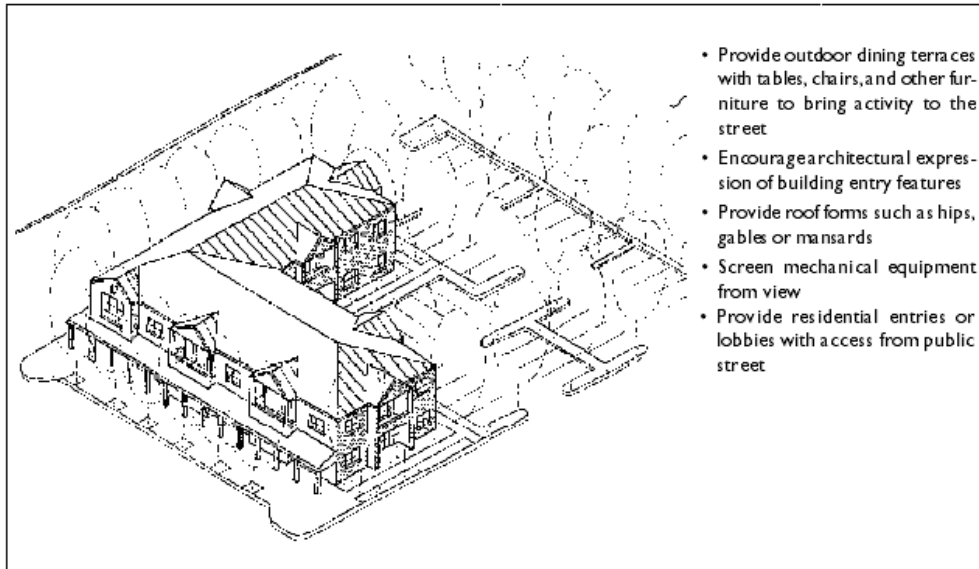 • Provide outdoor dining terraces
with tables, chairs, and other fur-
niture to bring activity to the
street
• Encourage architectural expres-
sion of building entry features
• Provide roof forms such as hips,
gables or mansards
• Screen mechanical equipment
from view
• Provide residential entries or
lobbies with access from public
street